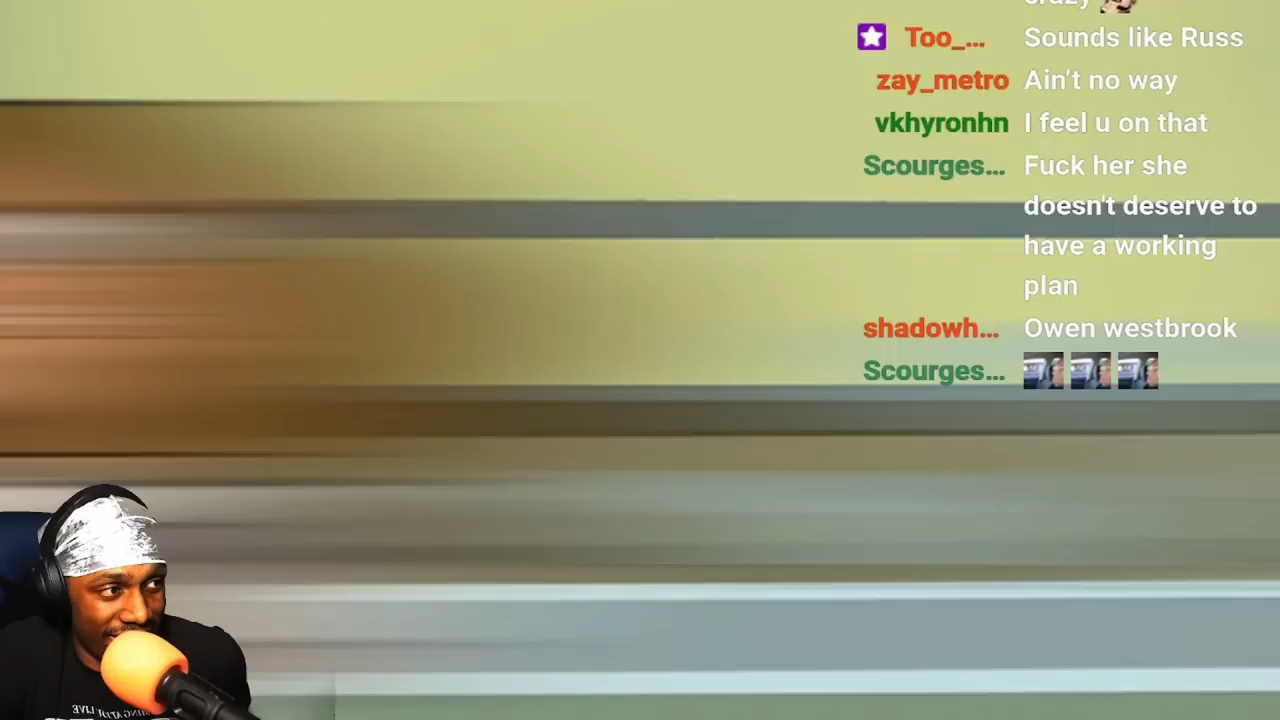 crazy
Too_... Sounds like Russ
zay_metro Ain’t no way
vkhyronhn I feel u on that
Scourges... Fuck her she
doesn't deserve to
have a working
plan
shadowh... Owen westbrook
Scourges...